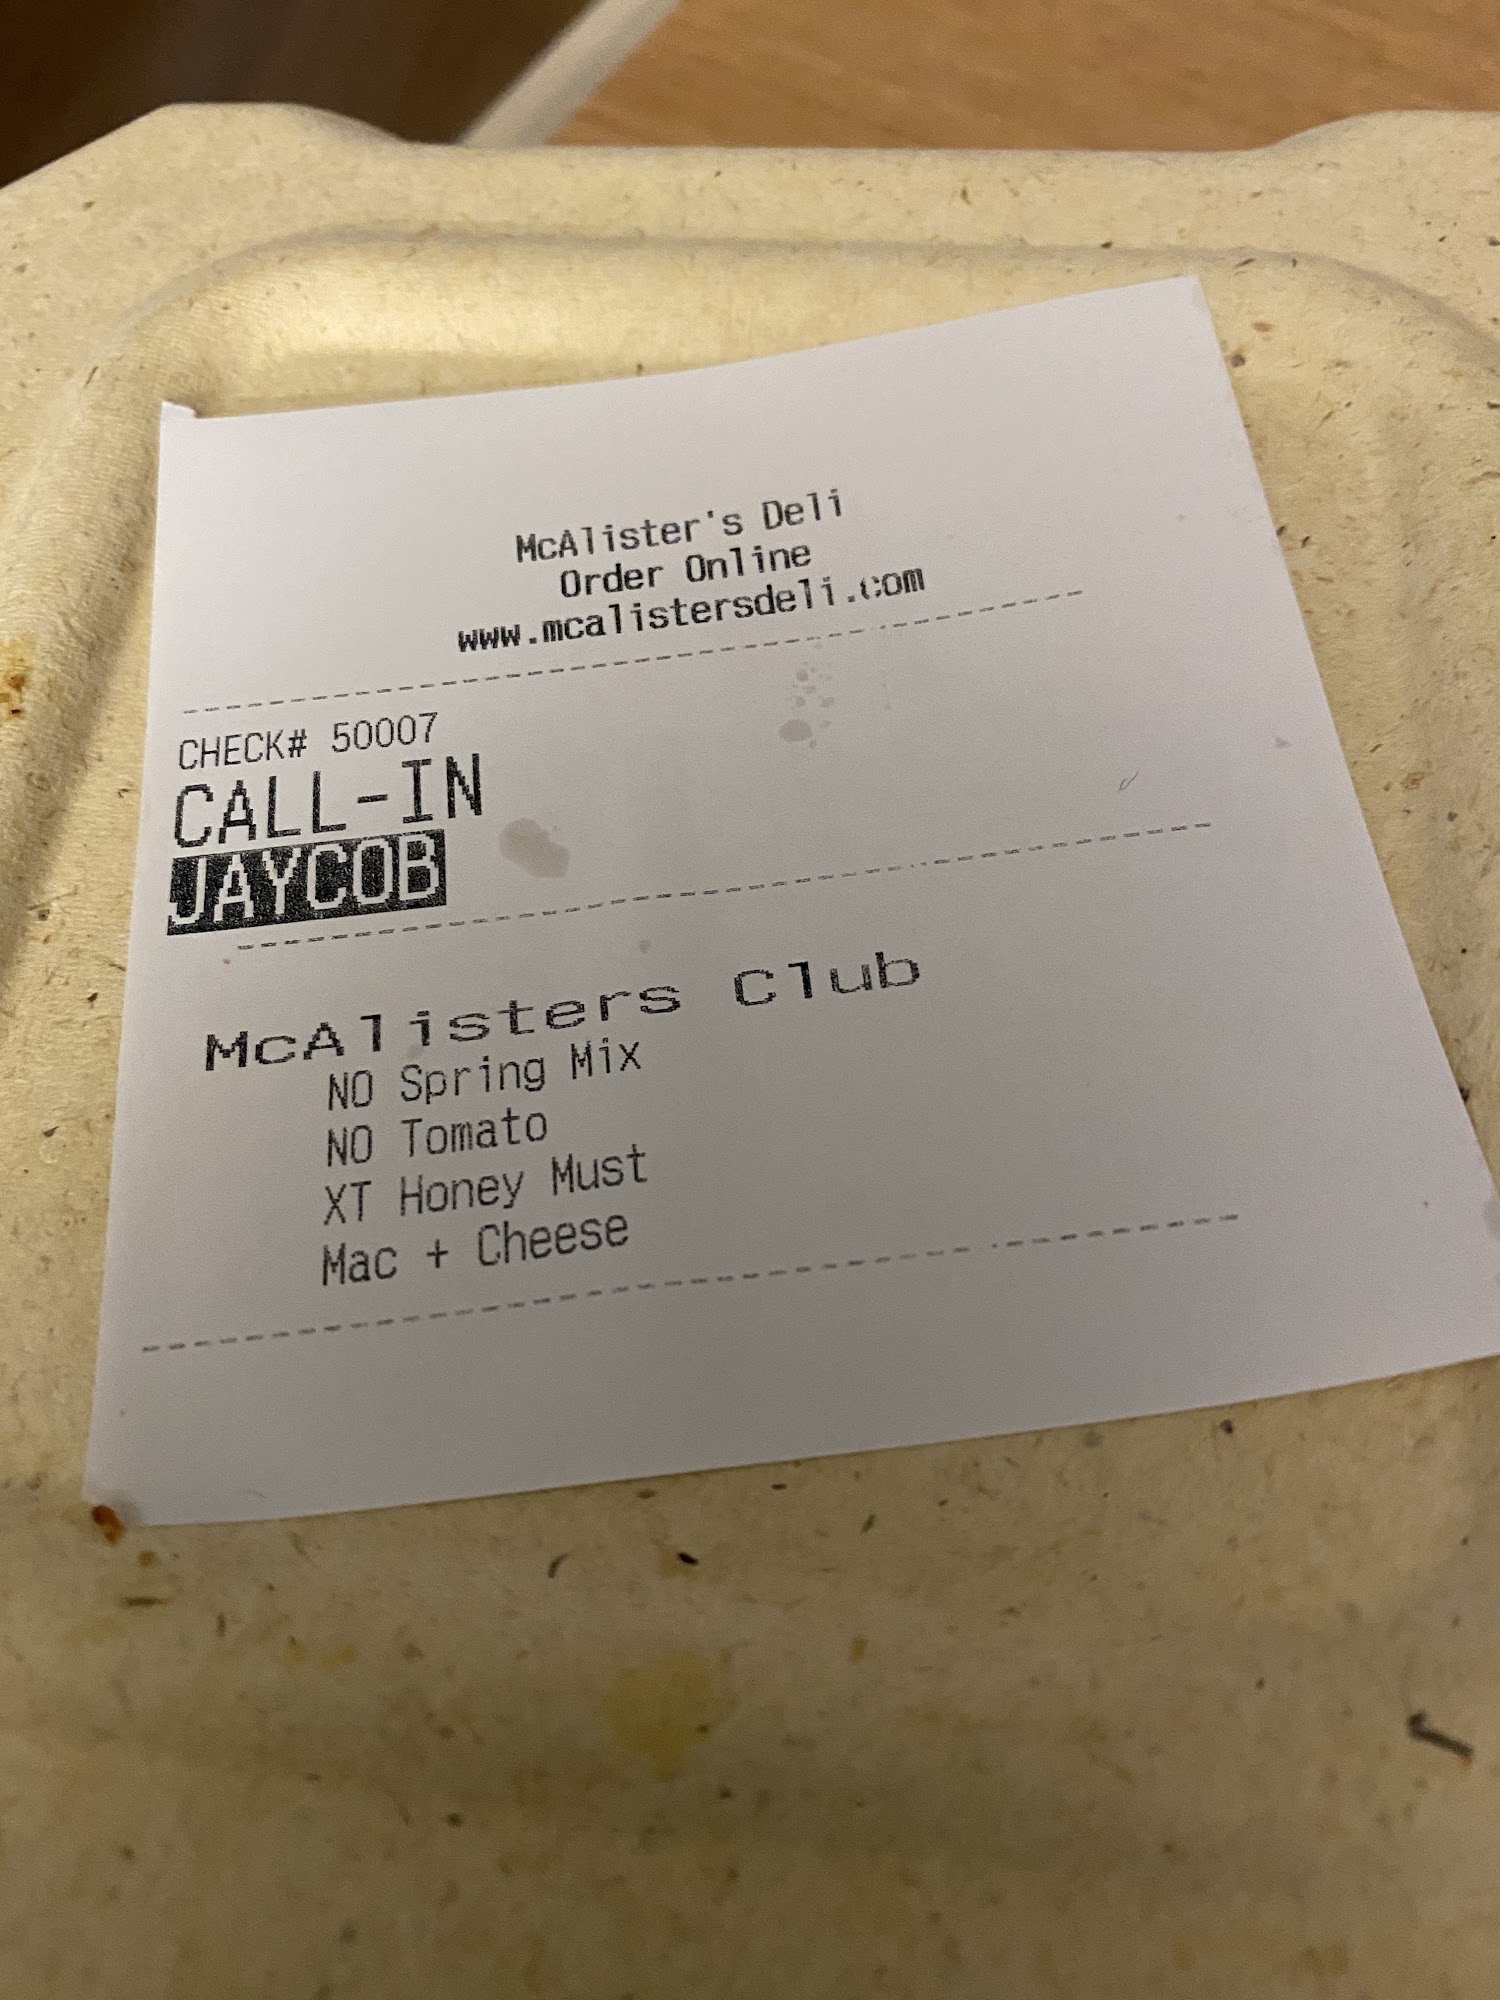 McAlister's Deli
Order Online
www.mcalistersdeli.com
CHECK# 50007
CALL-IN
JAYCOB
McAlisters Club
NO Spring Mix
NO Tomato
XT Honey Must
Mac + Cheese